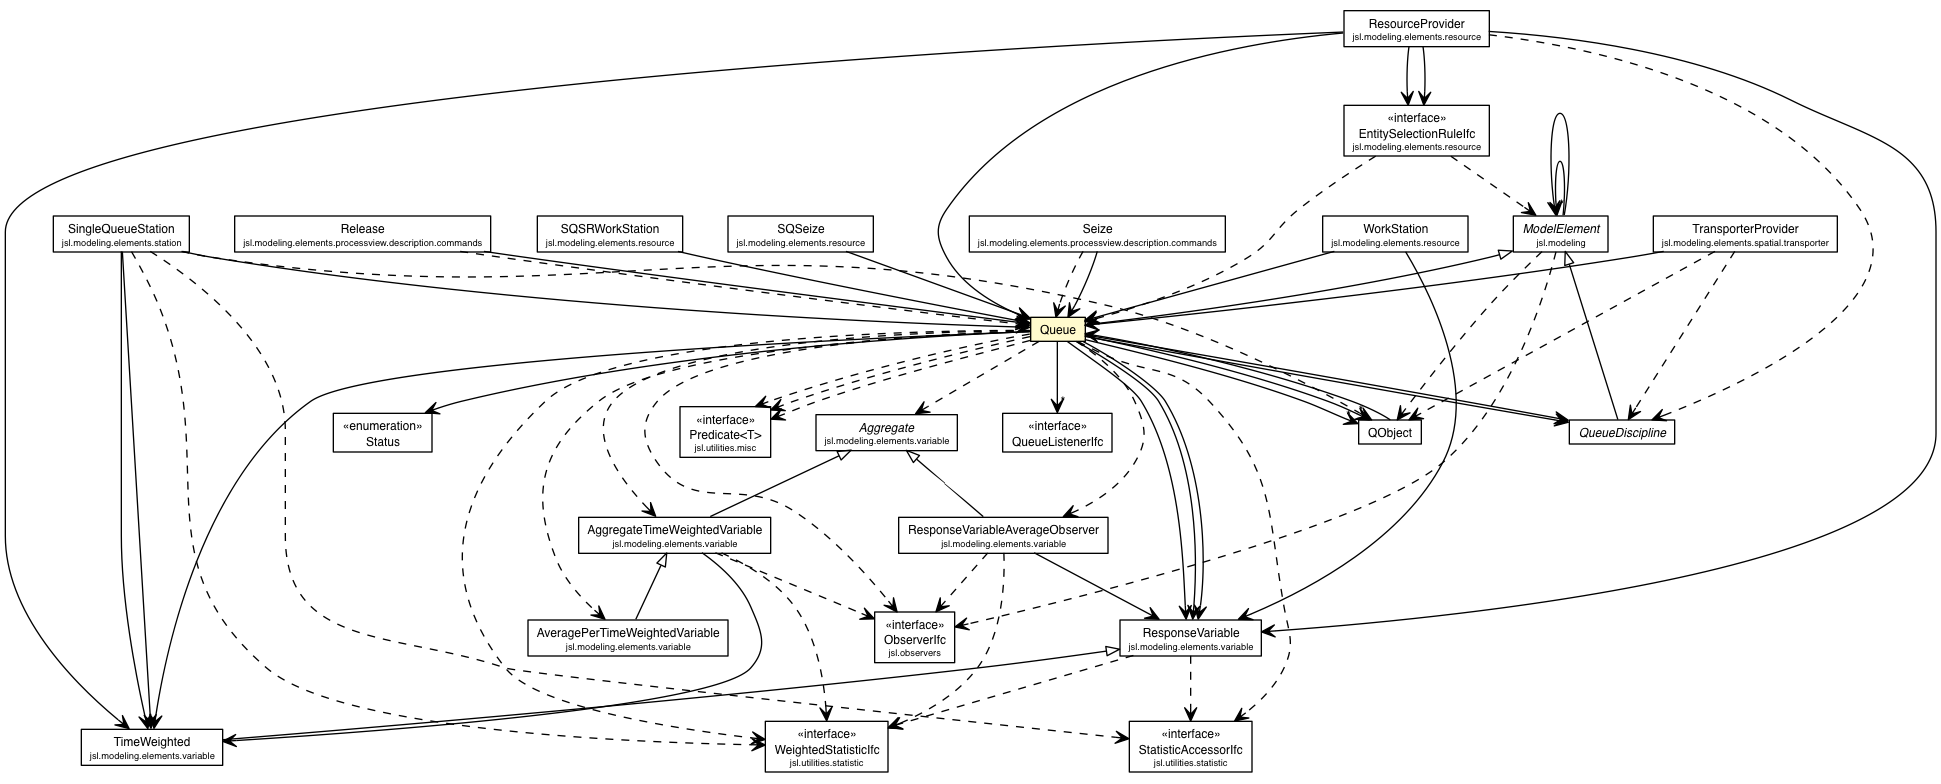 ResourceProvider
jsl.modeling.elements.resource
«interface»
EntitySelectionRuleIfc
jsl.modeling.elements.resource
SingleQueueStation
jsl.modeling.elements.station
Release
jsl.modeling.elements.processview.description.commands
SQSRWorkStation
jsl.modeling.elements.resource
SQSeize
jsl.modeling.elements.resource
Seize
jsl.modeling.elements.processview.description.commands
WorkStation
jsl.modeling.elements.resource
ModelElement
jsl.modeling
TransporterProvider
jsl.modeling.elements.spatial.transporter
Queue
«enumeration»
Status
«interface»
Predicate<T>
jsl.utilities.misc
Aggregate
jsl.modeling.elements.variable
«interface»
QueueListenerIfc
QObject
QueueDiscipline
AggregateTimeWeightedVariable
jsl.modeling.elements.variable
ResponseVariableAverageObserver
jsl.modeling.elements.variable
AveragePerTimeWeightedVariable
jsl.modeling.elements.variable
«interface»
ObserverIfc
jsl.observers
ResponseVariable
jsl.modeling.elements.variable
TimeWeighted
jsl.modeling.elements.variable
«interface»
WeightedStatisticIfc
jsl.utilities.statistic
«interface»
StatisticAccessorIfc
jsl.utilities.statistic